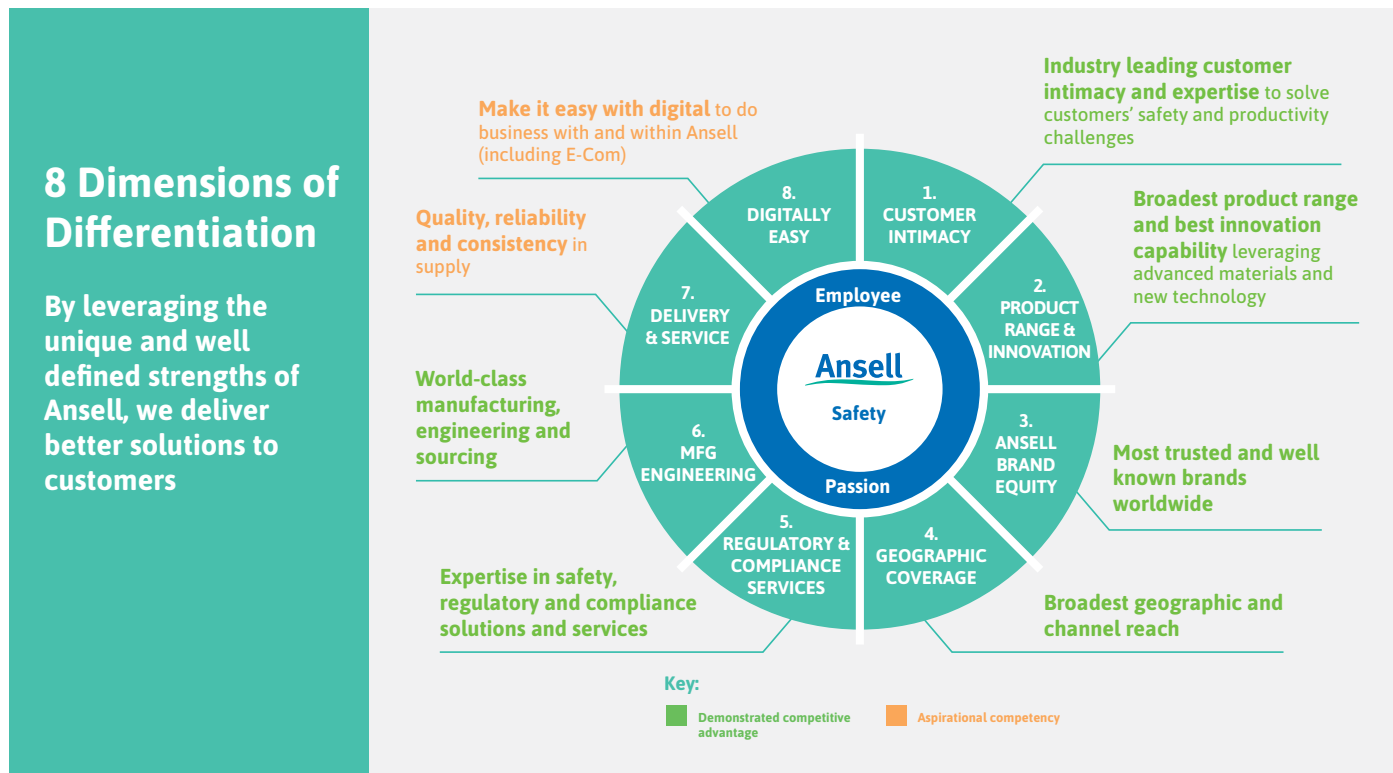 8 Dimensions of
Differentiation
By leveraging the
unique and well
defined strengths of
Ansell, we deliver
better solutions to
customers
Make it easy with digital to do
business with and within Ansell
(including E-Com)
Quality, reliability
and consistency in
supply
World-class
manufacturing,
engineering and
sourcing
Expertise in safety,
regulatory and compliance
solutions and services
Industry leading customer
intimacy and expertise to solve
customers’ safety and productivity
challenges
Broadest product range
and best innovation
capability leveraging
advanced materials and
new technology
Most trusted and well
known brands
worldwide
Broadest geographic and
channel reach
1.
CUSTOMER
INTIMACY
2.
PRODUCT
RANGE &
INNOVATION
3.
ANSELL
BRAND
EQUITY
4.
GEOGRAPHIC
COVERAGE
5.
REGULATORY &
COMPLIANCE
SERVICES
6.
MFG
ENGINEERING
7.
DELIVERY
& SERVICE
8.
DIGITALLY
EASY
Employee
Ansell
Safety
Passion
Key:
Demonstrated competitive
advantage
Aspirational competency